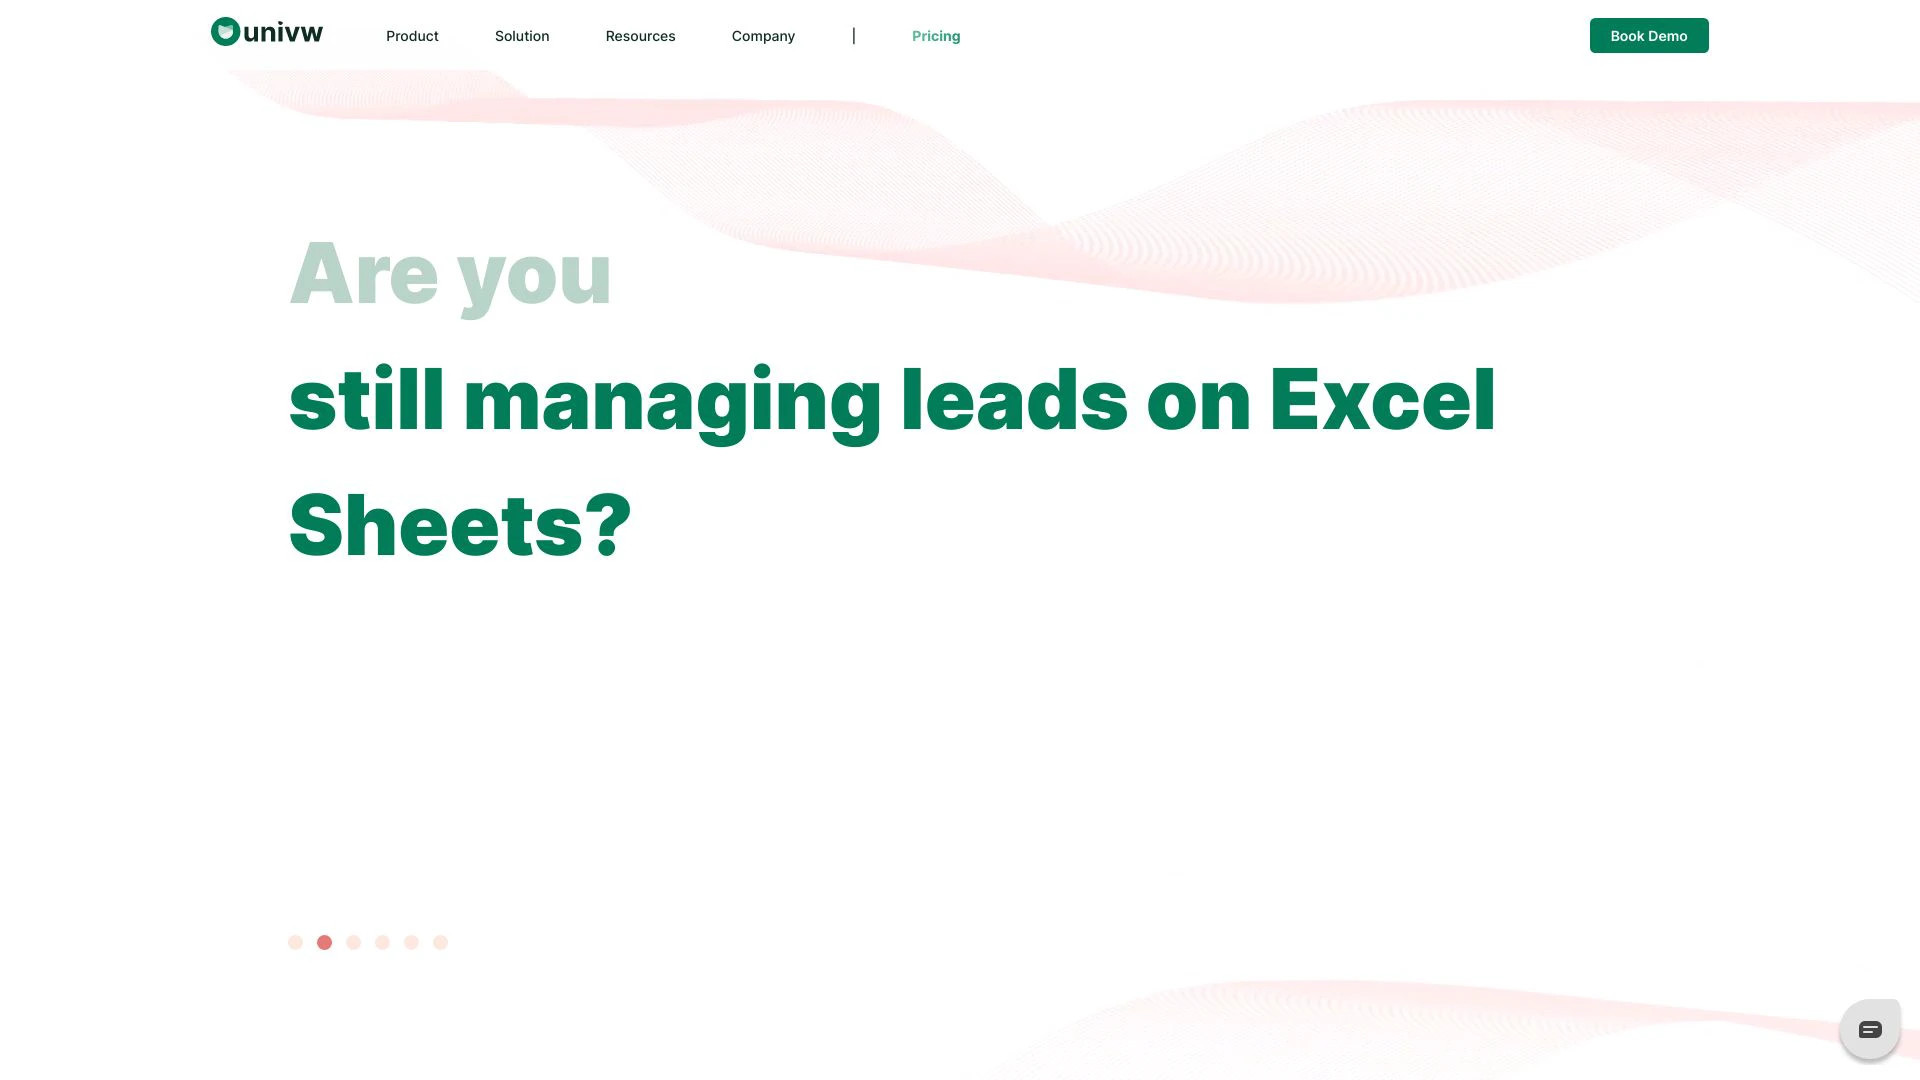 univw
Product
Solution
Resources
Company
|
Pricing
Book Demo
Are you
still managing leads on Excel
Sheets?